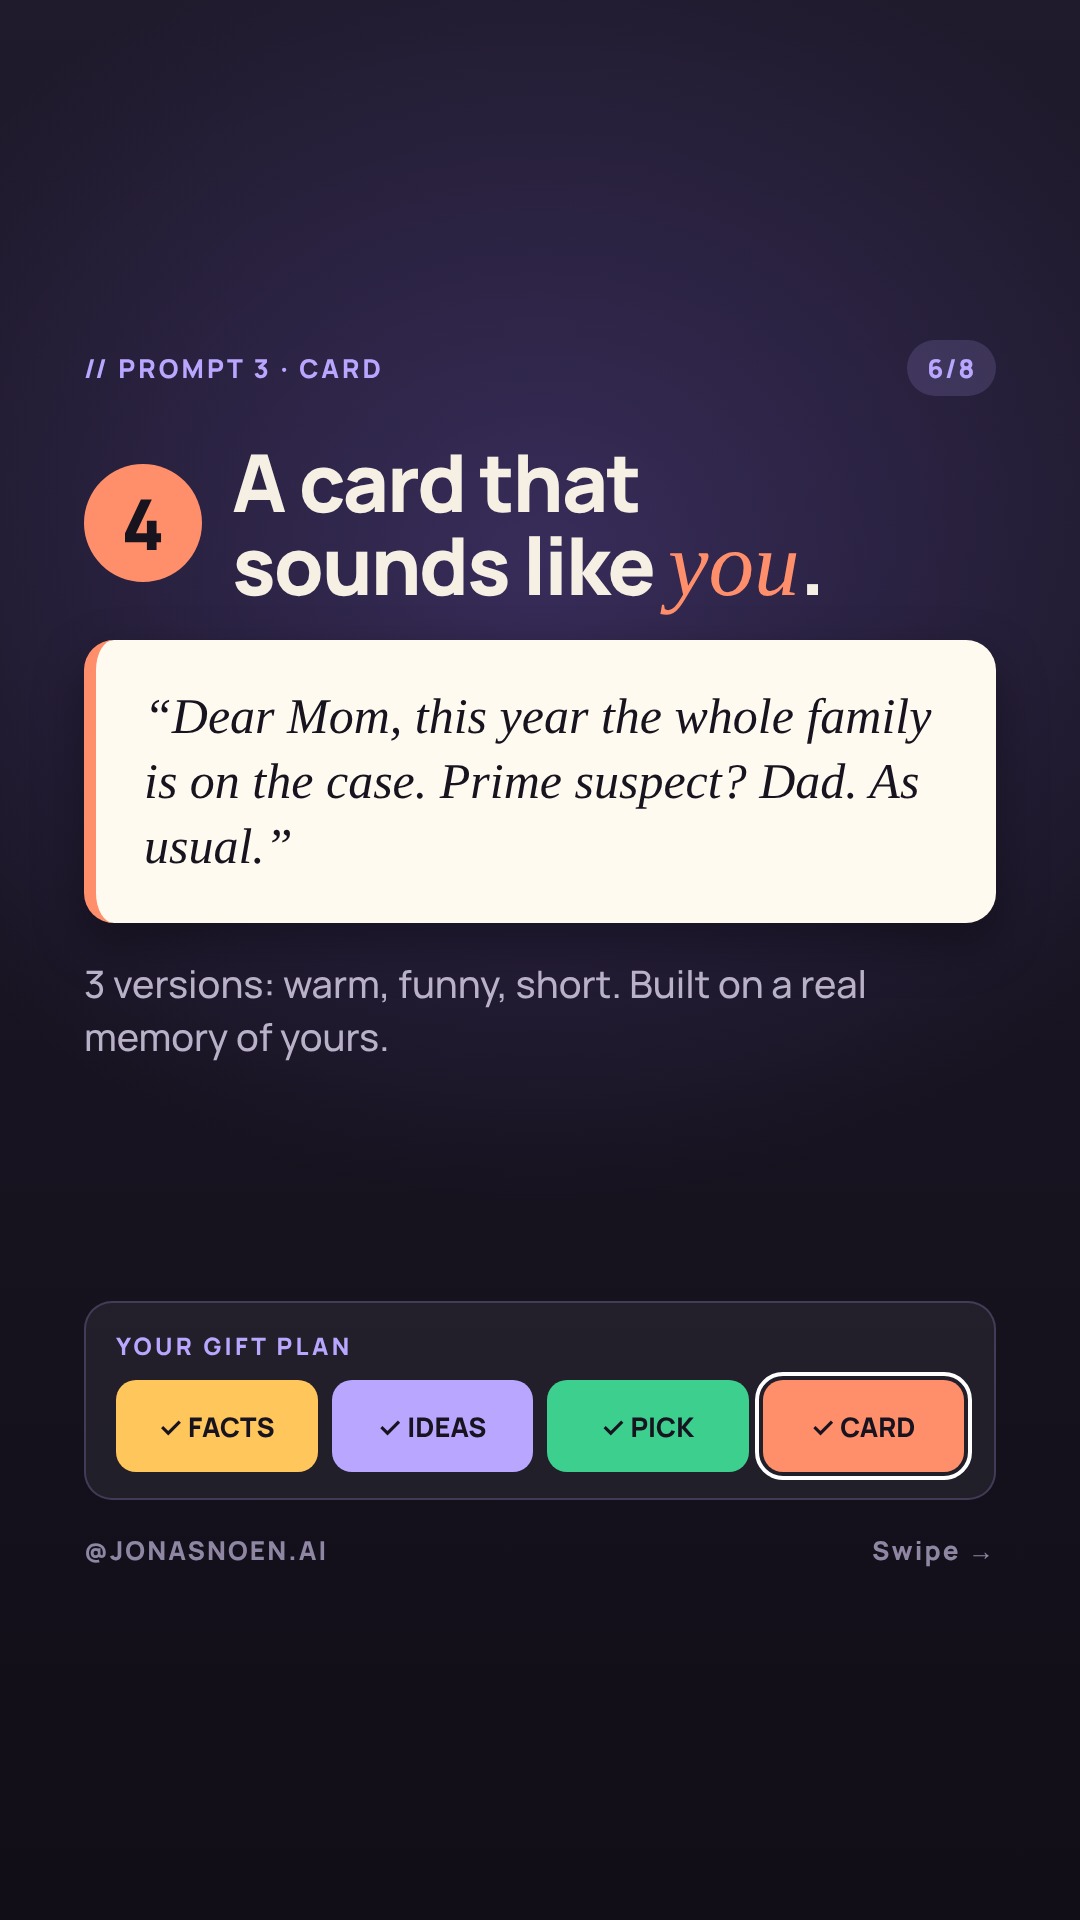 // PROMPT 3 · CARD
6/8
4
A card that
sounds like you.
“Dear Mom, this year the whole family
is on the case. Prime suspect? Dad. As
usual.”
3 versions: warm, funny, short. Built on a real
memory of yours.
YOUR GIFT PLAN
✓ FACTS
✓ IDEAS
✓ PICK
✓ CARD
@JONASNOEN.AI
Swipe →